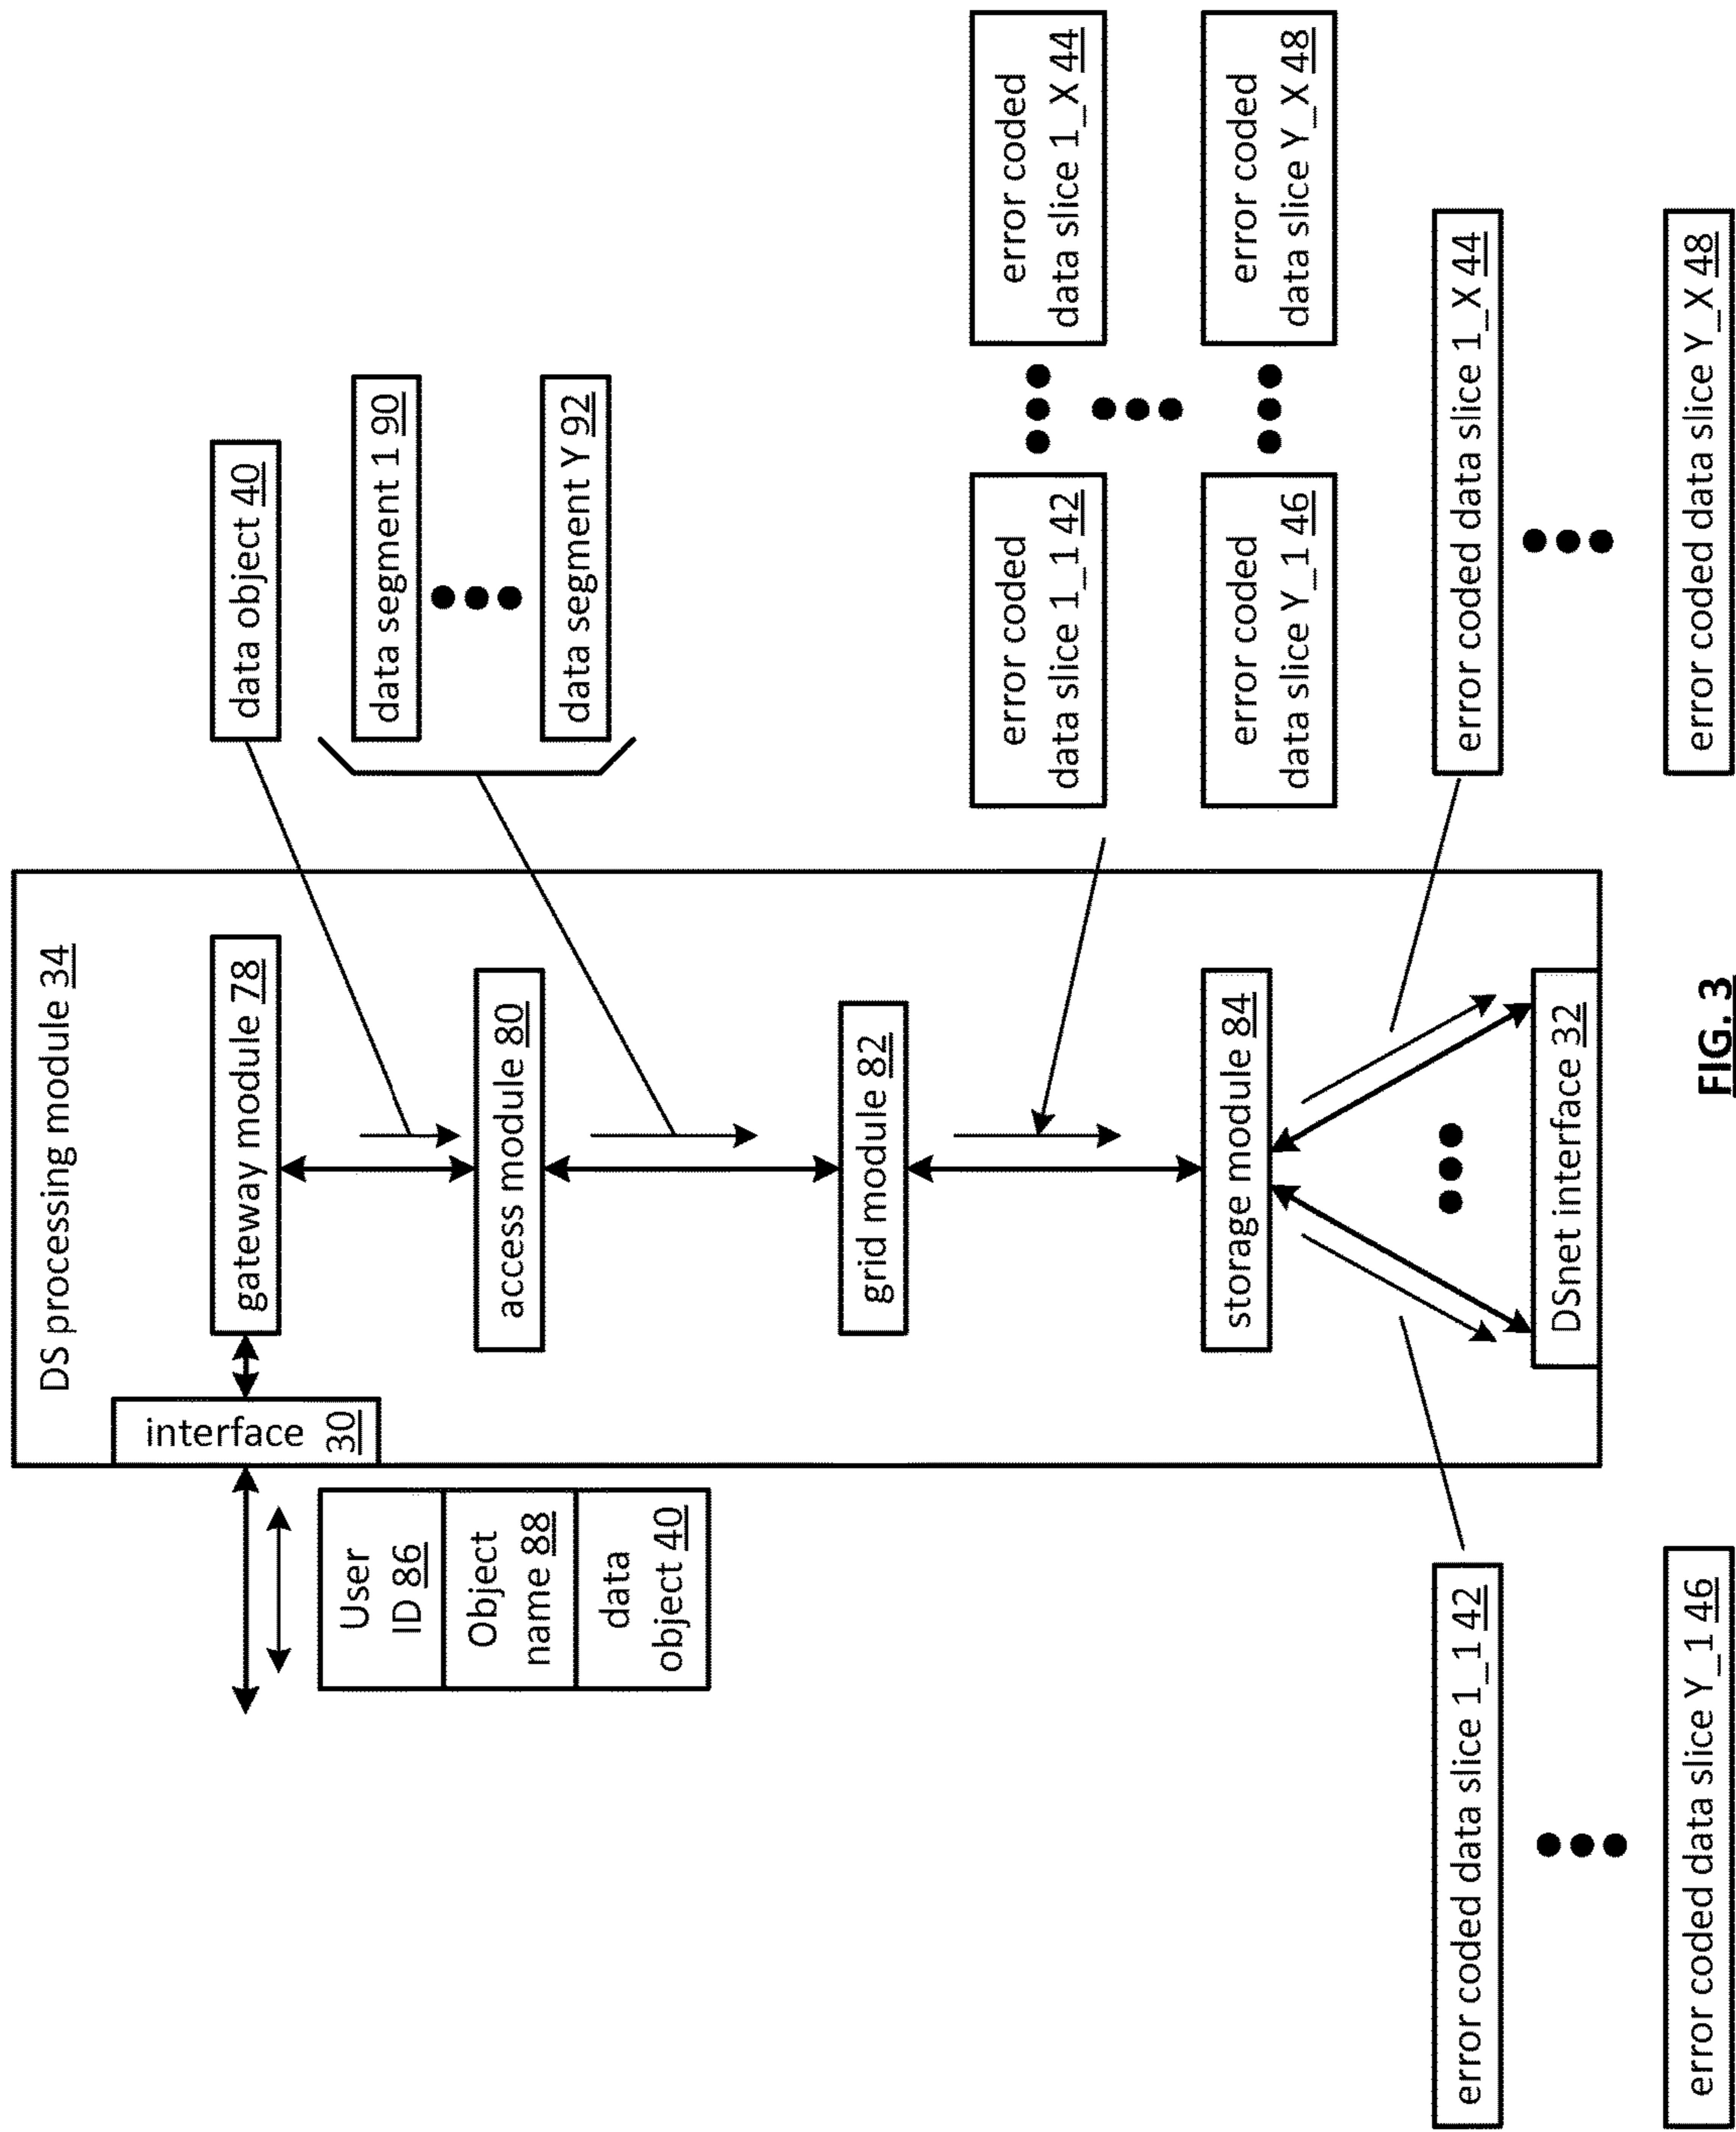 DS processing module 34
interface 30
gateway module 78
User
ID 86
Object
name 88
data
object 40
data object 40
access module 80
data segment 1 90
data segment Y 92
grid module 82
error coded
data slice 1_1 42
error coded
data slice 1_X 44
error coded
data slice Y_1 46
error coded
data slice Y_X 48
storage module 84
error coded data slice 1_1 42
error coded data slice 1_X 44
DSnet interface 32
error coded data slice Y_1 46
error coded data slice Y_X 48
FIG. 3